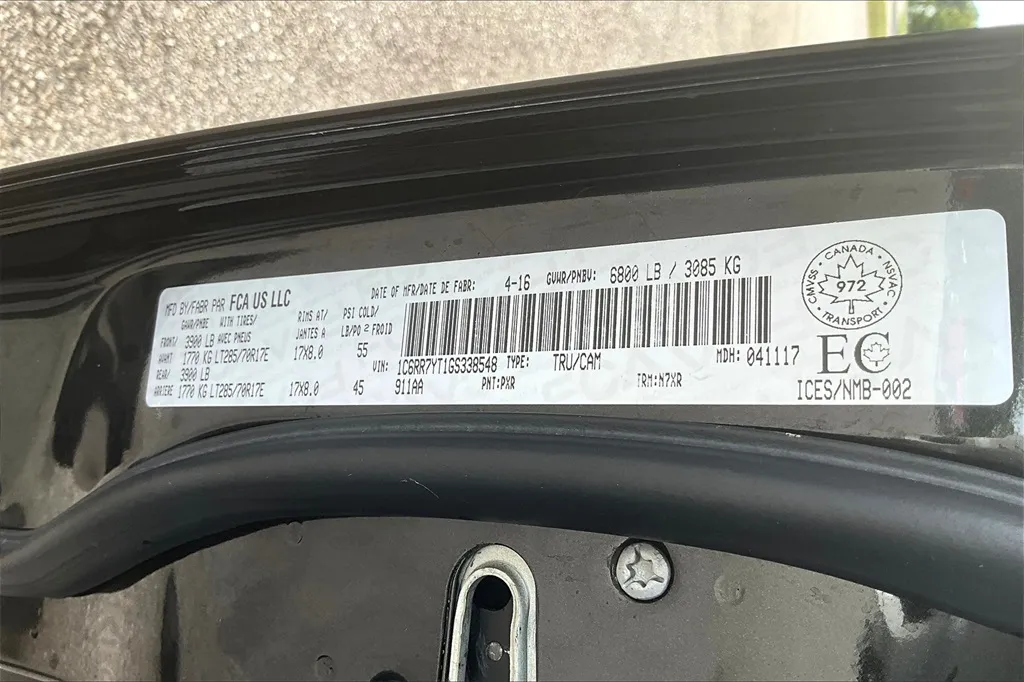 MFD BY/FABR PAR FCA US LLC
DATE OF MFR/DATE DE FABR: 4-16 GVWR/PNBV: 6800 LB / 3085 KG
GAWR/PNBE WITH TIRES/ RIMS AT/ PSI COLD/
AVEC PNEUS JANTES A LB/PO 2 FROID
FRONT/ 3900 LB
AVANT 1770 KG LT285/70R17E 17X8.0 55
REAR/ 3900 LB
ARRIERE 1770 KG LT285/70R17E 17X8.0 45
VIN: 1C6RR7YT1GS338548 TYPE: TRU/CAM MDH: 041117
911AA PNT:PXR TRM:N7XR
CANADA
CMVSS 972 NSVAC
TRANSPORT
EC
ICES/NMB-002